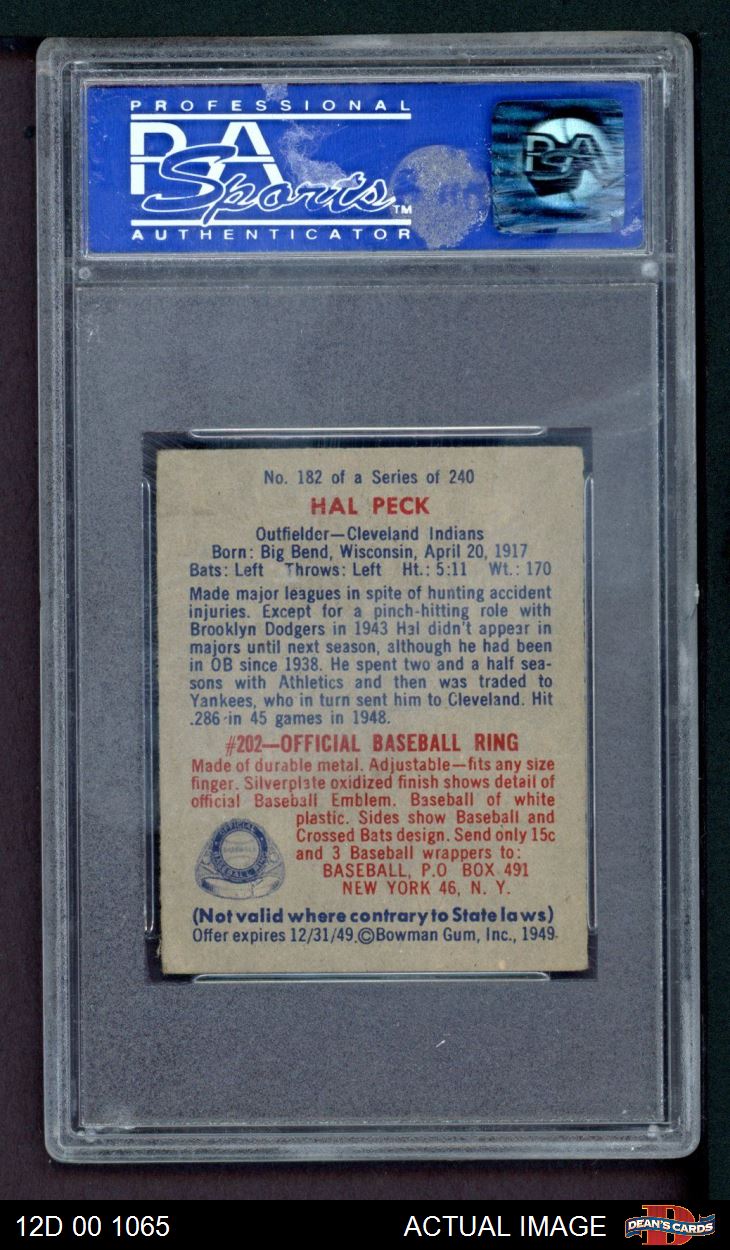 PROFESSIONAL
PSA
Sports™
AUTHENTICATOR
PSA
No. 182 of a Series of 240
HAL PECK
Outfielder—Cleveland Indians
Born: Big Bend, Wisconsin, April 20, 1917
Bats: Left Throws: Left Ht.: 5:11 Wt.: 170
Made major leagues in spite of hunting accident
injuries. Except for a pinch-hitting role with
Brooklyn Dodgers in 1943 Hal didn't appear in
majors until next season, although he had been
in OB since 1938. He spent two and a half sea-
sons with Athletics and then was traded to
Yankees, who in turn sent him to Cleveland. Hit
.286 in 45 games in 1948.
#202—OFFICIAL BASEBALL RING
Made of durable metal. Adjustable—fits any size
finger. Silverplate oxidized finish shows detail of
official Baseball Emblem. Baseball of white
plastic. Sides show Baseball and
Crossed Bats design. Send only 15c
and 3 Baseball wrappers to:
BASEBALL, P.O BOX 491
NEW YORK 46, N. Y.
OFFICIAL
BASEBALL
BASEBALL RING
(Not valid where contrary to State laws)
Offer expires 12/31/49.©Bowman Gum, Inc., 1949.
12D 00 1065
ACTUAL IMAGE
DEAN'S CARDS